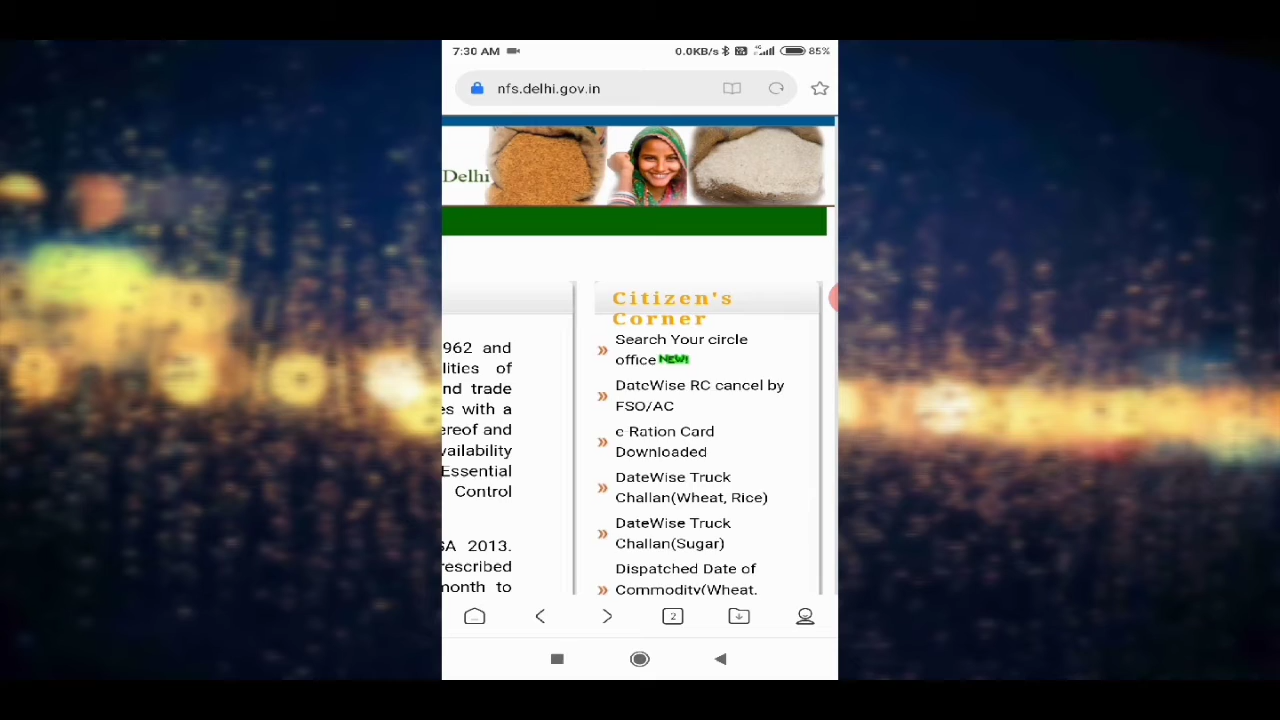 7:30 AM
0.0KB/s 4G 85%
nfs.delhi.gov.in
Delhi
962 and
lities of
nd trade
es with a
ereof and
vailability
Essential
Control
SA 2013.
rescribed
month to
Citizen's
Corner
Search Your circle
office NEW!
DateWise RC cancel by
FSO/AC
e-Ration Card
Downloaded
DateWise Truck
Challan(Wheat, Rice)
DateWise Truck
Challan(Sugar)
Dispatched Date of
Commodity(Wheat,
2